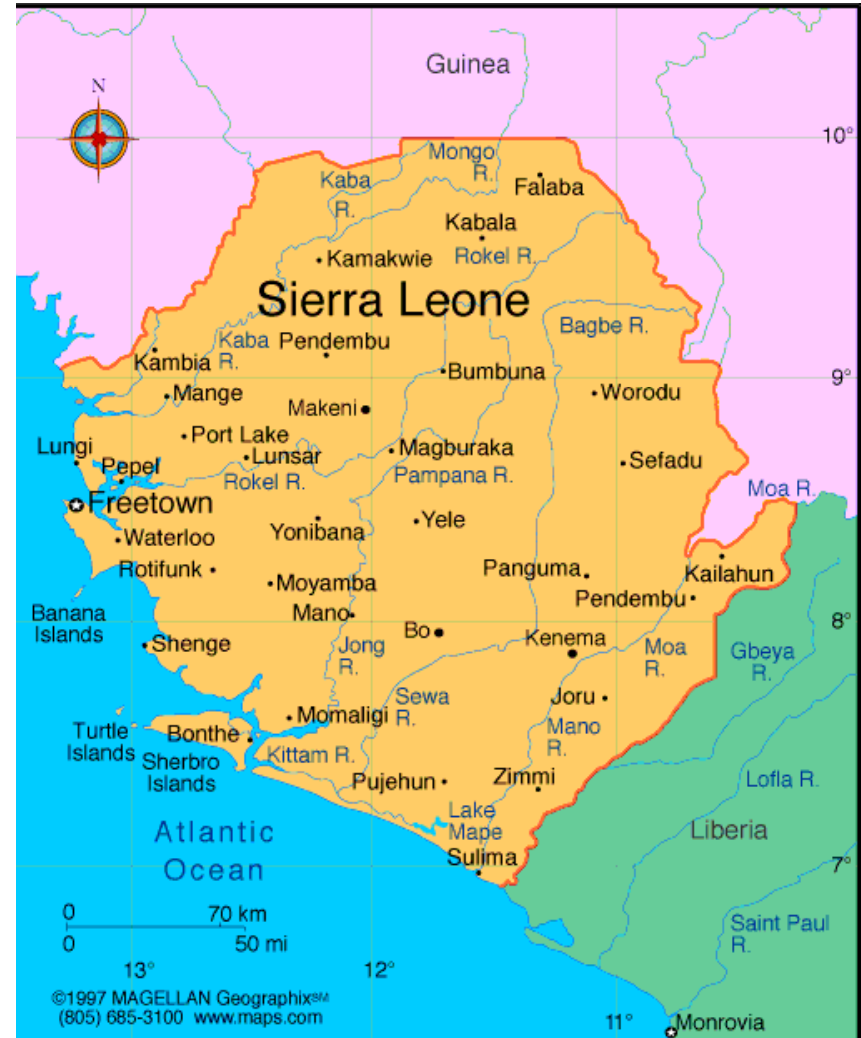 Guinea
N
10°
Mongo
R.
Kaba
R.
Falaba
Kabala
Rokel R.
Kamakwie
Sierra Leone
Bagbe R.
Kaba
R.
Pendembu
Kambia
Bumbuna
9°
Mange
Worodu
Makeni
Port Lake
Lungi
Magburaka
Lunsar
Sefadu
Pepel
Rokel R.
Pampana R.
Moa R.
Freetown
Yele
Yonibana
Waterloo
Rotifunk
Panguma
Kailahun
Moyamba
Pendembu
Banana
Islands
Mano
8°
Bo
Kenema
Shenge
Jong
R.
Moa
R.
Gbeya
R.
Sewa
R.
Joru
Momaligi
Mano
R.
Turtle
Islands
Bonthe
Sherbro
Islands
Kittam R.
Pujehun
Zimmi
Lofla R.
Lake
Mape
Atlantic
Ocean
Liberia
Sulima
7°
0 70 km
0 50 mi
Saint Paul
R.
13°
12°
11°
©1997 MAGELLAN Geographix℠
(805) 685-3100 www.maps.com
Monrovia